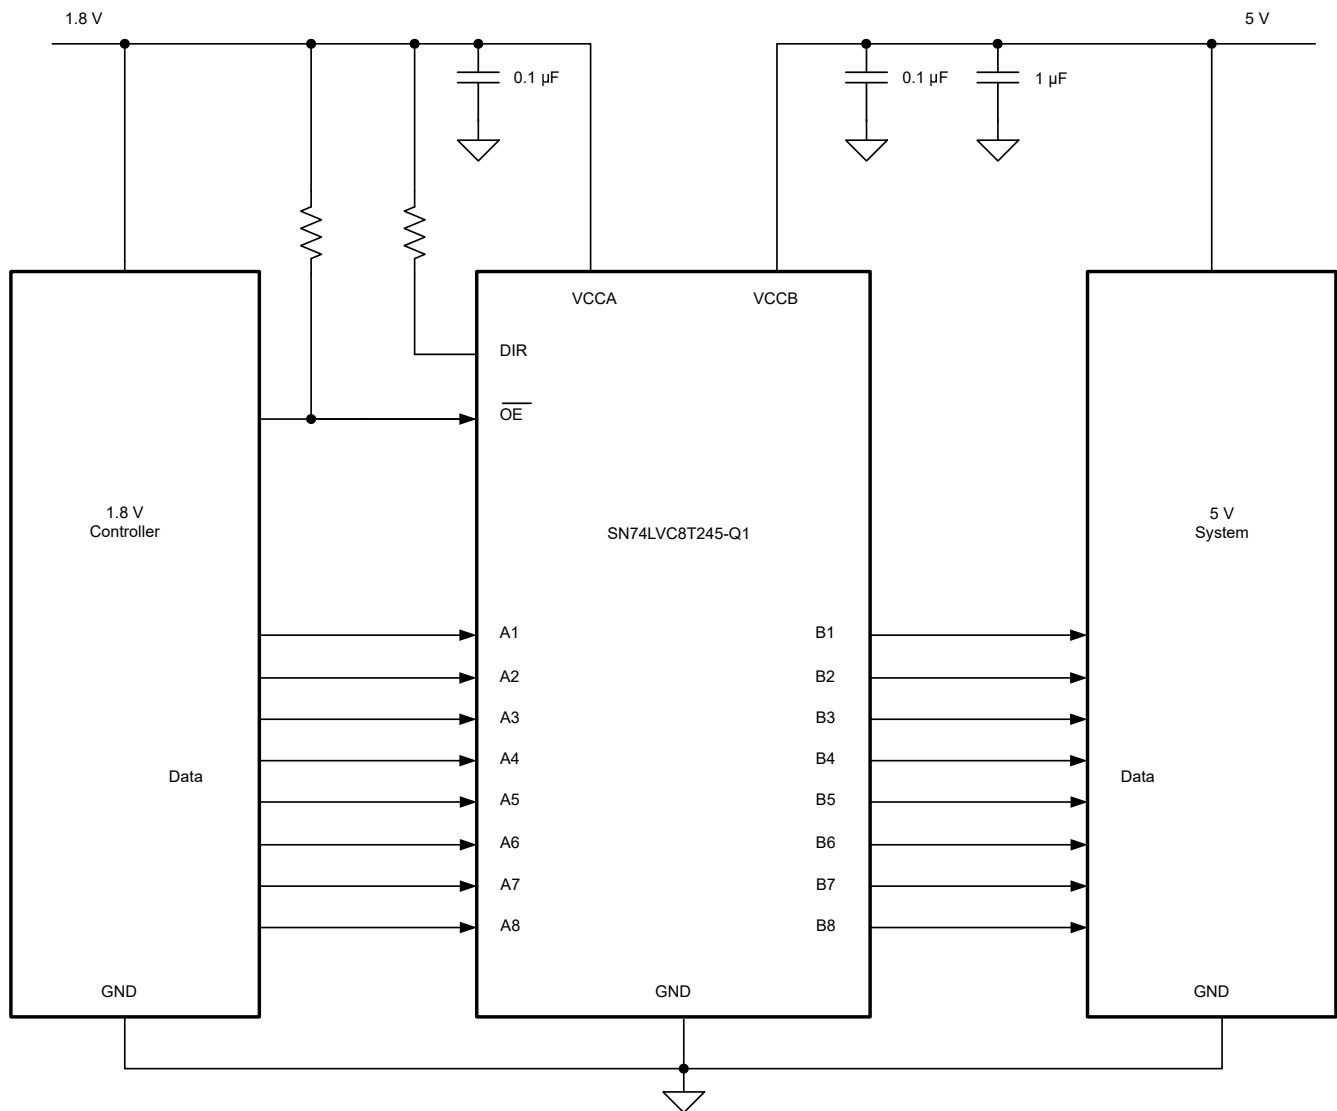 1.8 V
5 V
0.1 µF
0.1 µF
1 µF
VCCA
VCCB
DIR
OE
1.8 V
Controller
SN74LVC8T245-Q1
5 V
System
A1
B1
A2
B2
A3
B3
A4
B4
Data
Data
A5
B5
A6
B6
A7
B7
A8
B8
GND
GND
GND